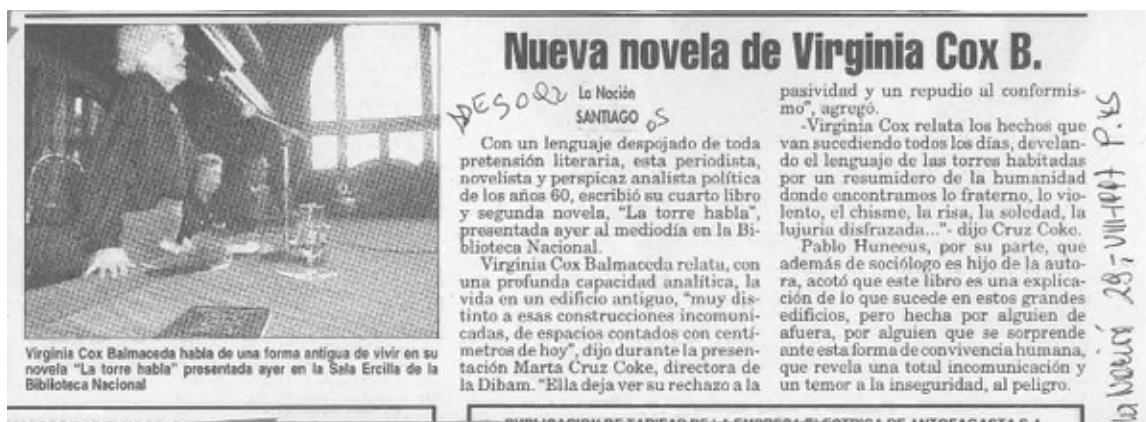 Nueva novela de Virginia Cox B.
La Nación
SANTIAGO
Con un lenguaje despojado de toda
pretensión literaria, esta periodista,
novelista y perspicaz analista política
de los años 60, escribió su cuarto libro
y segunda novela, "La torre habla",
presentada ayer al mediodía en la Bi-
blioteca Nacional.
Virginia Cox Balmaceda relata, con
una profunda capacidad analítica, la
vida en un edificio antiguo, "muy dis-
tinto a esas construcciones incomuni-
cadas, de espacios contados con centí-
metros de hoy", dijo durante la presen-
tación Marta Cruz Coke, directora de
la Dibam. "Ella deja ver su rechazo a la
pasividad y un repudio al conformis-
mo", agregó.
-Virginia Cox relata los hechos que
van sucediendo todos los días, develan-
do el lenguaje de las torres habitadas
por un resumidero de la humanidad
donde encontramos lo fraterno, lo vio-
lento, el chisme, la risa, la soledad, la
lujuria disfrazada..."- dijo Cruz Coke.
Pablo Huneeus, por su parte, que
además de sociólogo es hijo de la auto-
ra, acotó que este libro es una explica-
ción de lo que sucede en estos grandes
edificios, pero hecha por alguien de
afuera, por alguien que se sorprende
ante esta forma de convivencia humana,
que revela una total incomunicación y
un temor a la inseguridad, al peligro.
Virginia Cox Balmaceda habla de una forma antigua de vivir en su
novela "La torre habla" presentada ayer en la Sala Ercilla de la
Biblioteca Nacional
La Nación, 28-VIII-1997 p.
PUBLICACION DE TARIFAS DE LA EMPRESA ELECTRICA DE ANTOFAGASTA S.A.